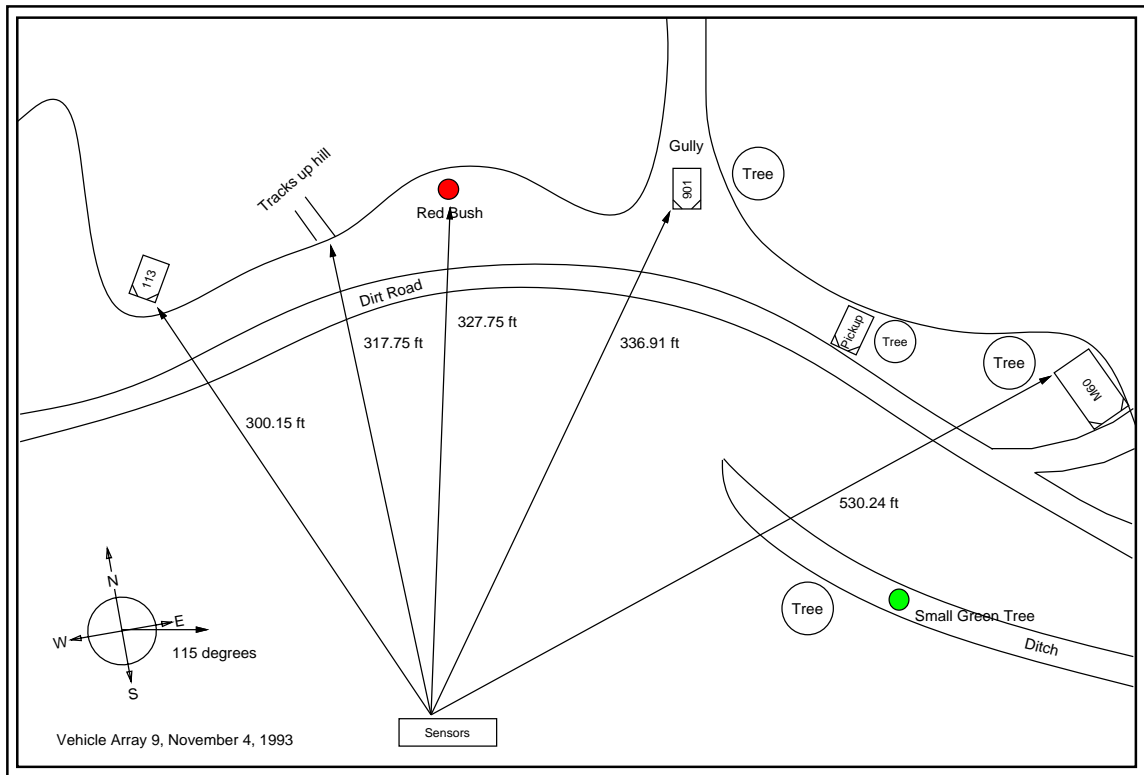 Gully
Tree
Tracks up hill
901
Red Bush
113
Dirt Road
327.75 ft
317.75 ft
336.91 ft
Pickup
Tree
Tree
M60
300.15 ft
530.24 ft
N
W
E
S
115 degrees
Tree
Small Green Tree
Ditch
Sensors
Vehicle Array 9, November 4, 1993